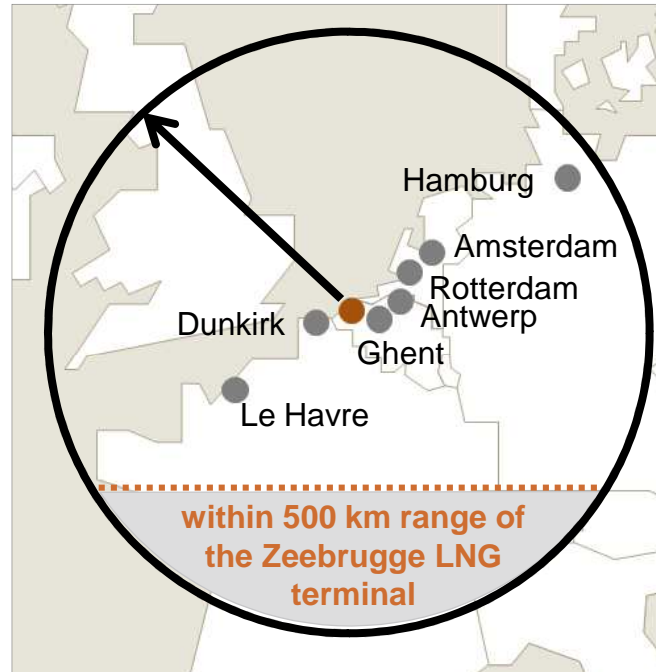 Hamburg
Amsterdam
Rotterdam
Antwerp
Dunkirk
Ghent
Le Havre
within 500 km range of
the Zeebrugge LNG
terminal